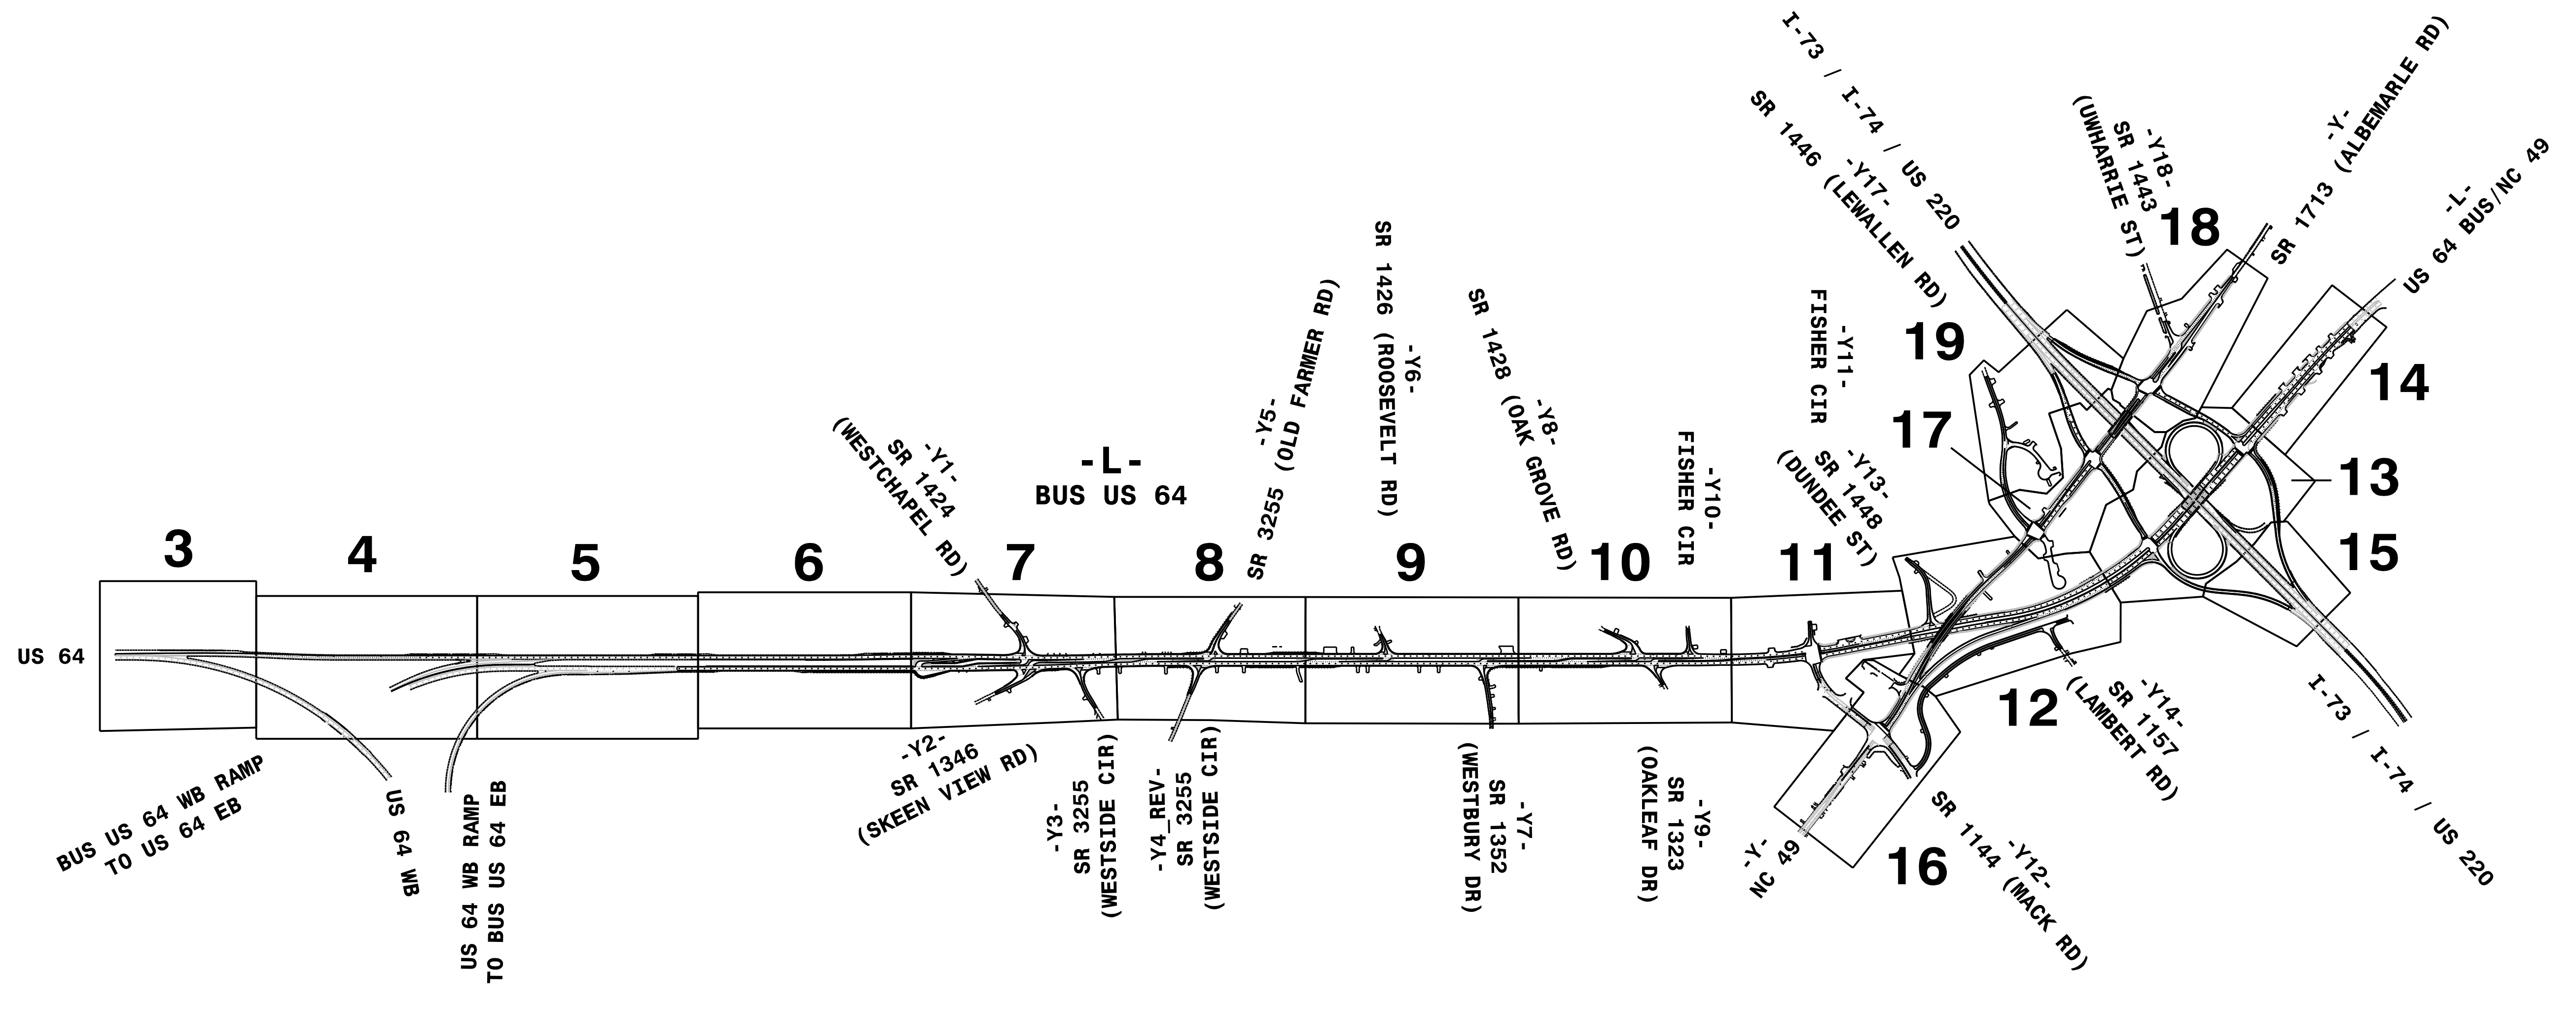 I-73 / I-74 / US 220
-Y17-
SR 1446 (LEWALLEN RD)
-Y18-
SR 1443
(UWHARRIE ST)
18
-Y-
SR 1713 (ALBEMARLE RD)
-L-
US 64 BUS/NC 49
19
17
14
13
15
-L-
BUS US 64
-Y1-
SR 1424
(WESTCHAPEL RD)
-Y5-
SR 3255 (OLD FARMER RD)
-Y6-
SR 1426 (ROOSEVELT RD)
-Y8-
SR 1428 (OAK GROVE RD)
-Y10-
FISHER CIR
-Y11-
FISHER CIR
-Y13-
SR 1448
(DUNDEE ST)
3
4
5
6
7
8
9
10
11
US 64
BUS US 64 WB RAMP
TO US 64 EB
US 64 WB
US 64 WB RAMP
TO BUS US 64 EB
-Y2-
SR 1346
(SKEEN VIEW RD)
-Y3-
SR 3255
(WESTSIDE CIR)
-Y4_REV-
SR 3255
(WESTSIDE CIR)
-Y7-
SR 1352
(WESTBURY DR)
-Y9-
SR 1323
(OAKLEAF DR)
-Y-
NC 49
16
-Y12-
SR 1144 (MACK RD)
12
-Y14-
SR 1157
(LAMBERT RD)
I-73 / I-74 / US 220